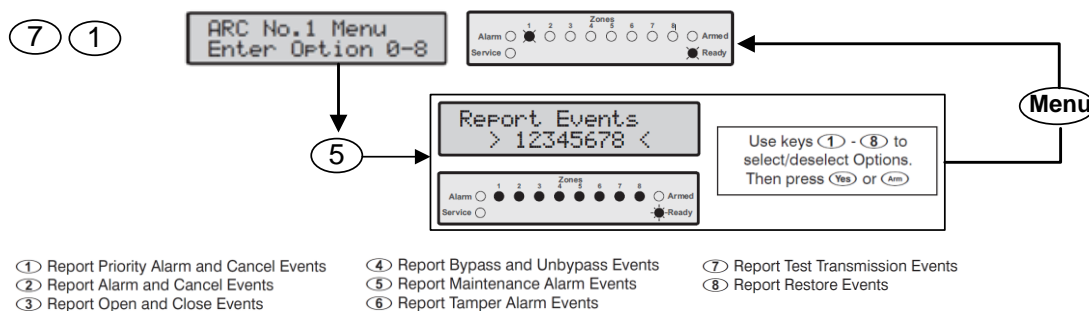 7 1
ARC No.1 Menu
Enter Option 0-8
Zones
1 2 3 4 5 6 7 8
Alarm Armed
Service Ready
Menu
5
Report Events
> 12345678 <
Zones
1 2 3 4 5 6 7 8
Alarm Armed
Service Ready
Use keys 1 - 8 to
select/deselect Options.
Then press Yes or Arm
1 Report Priority Alarm and Cancel Events
2 Report Alarm and Cancel Events
3 Report Open and Close Events
4 Report Bypass and Unbypass Events
5 Report Maintenance Alarm Events
6 Report Tamper Alarm Events
7 Report Test Transmission Events
8 Report Restore Events